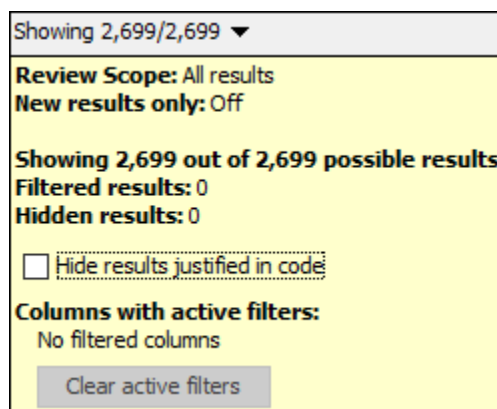 Showing 2,699/2,699
Review Scope: All results
New results only: Off
Showing 2,699 out of 2,699 possible results
Filtered results: 0
Hidden results: 0
Hide results justified in code
Columns with active filters:
No filtered columns
Clear active filters